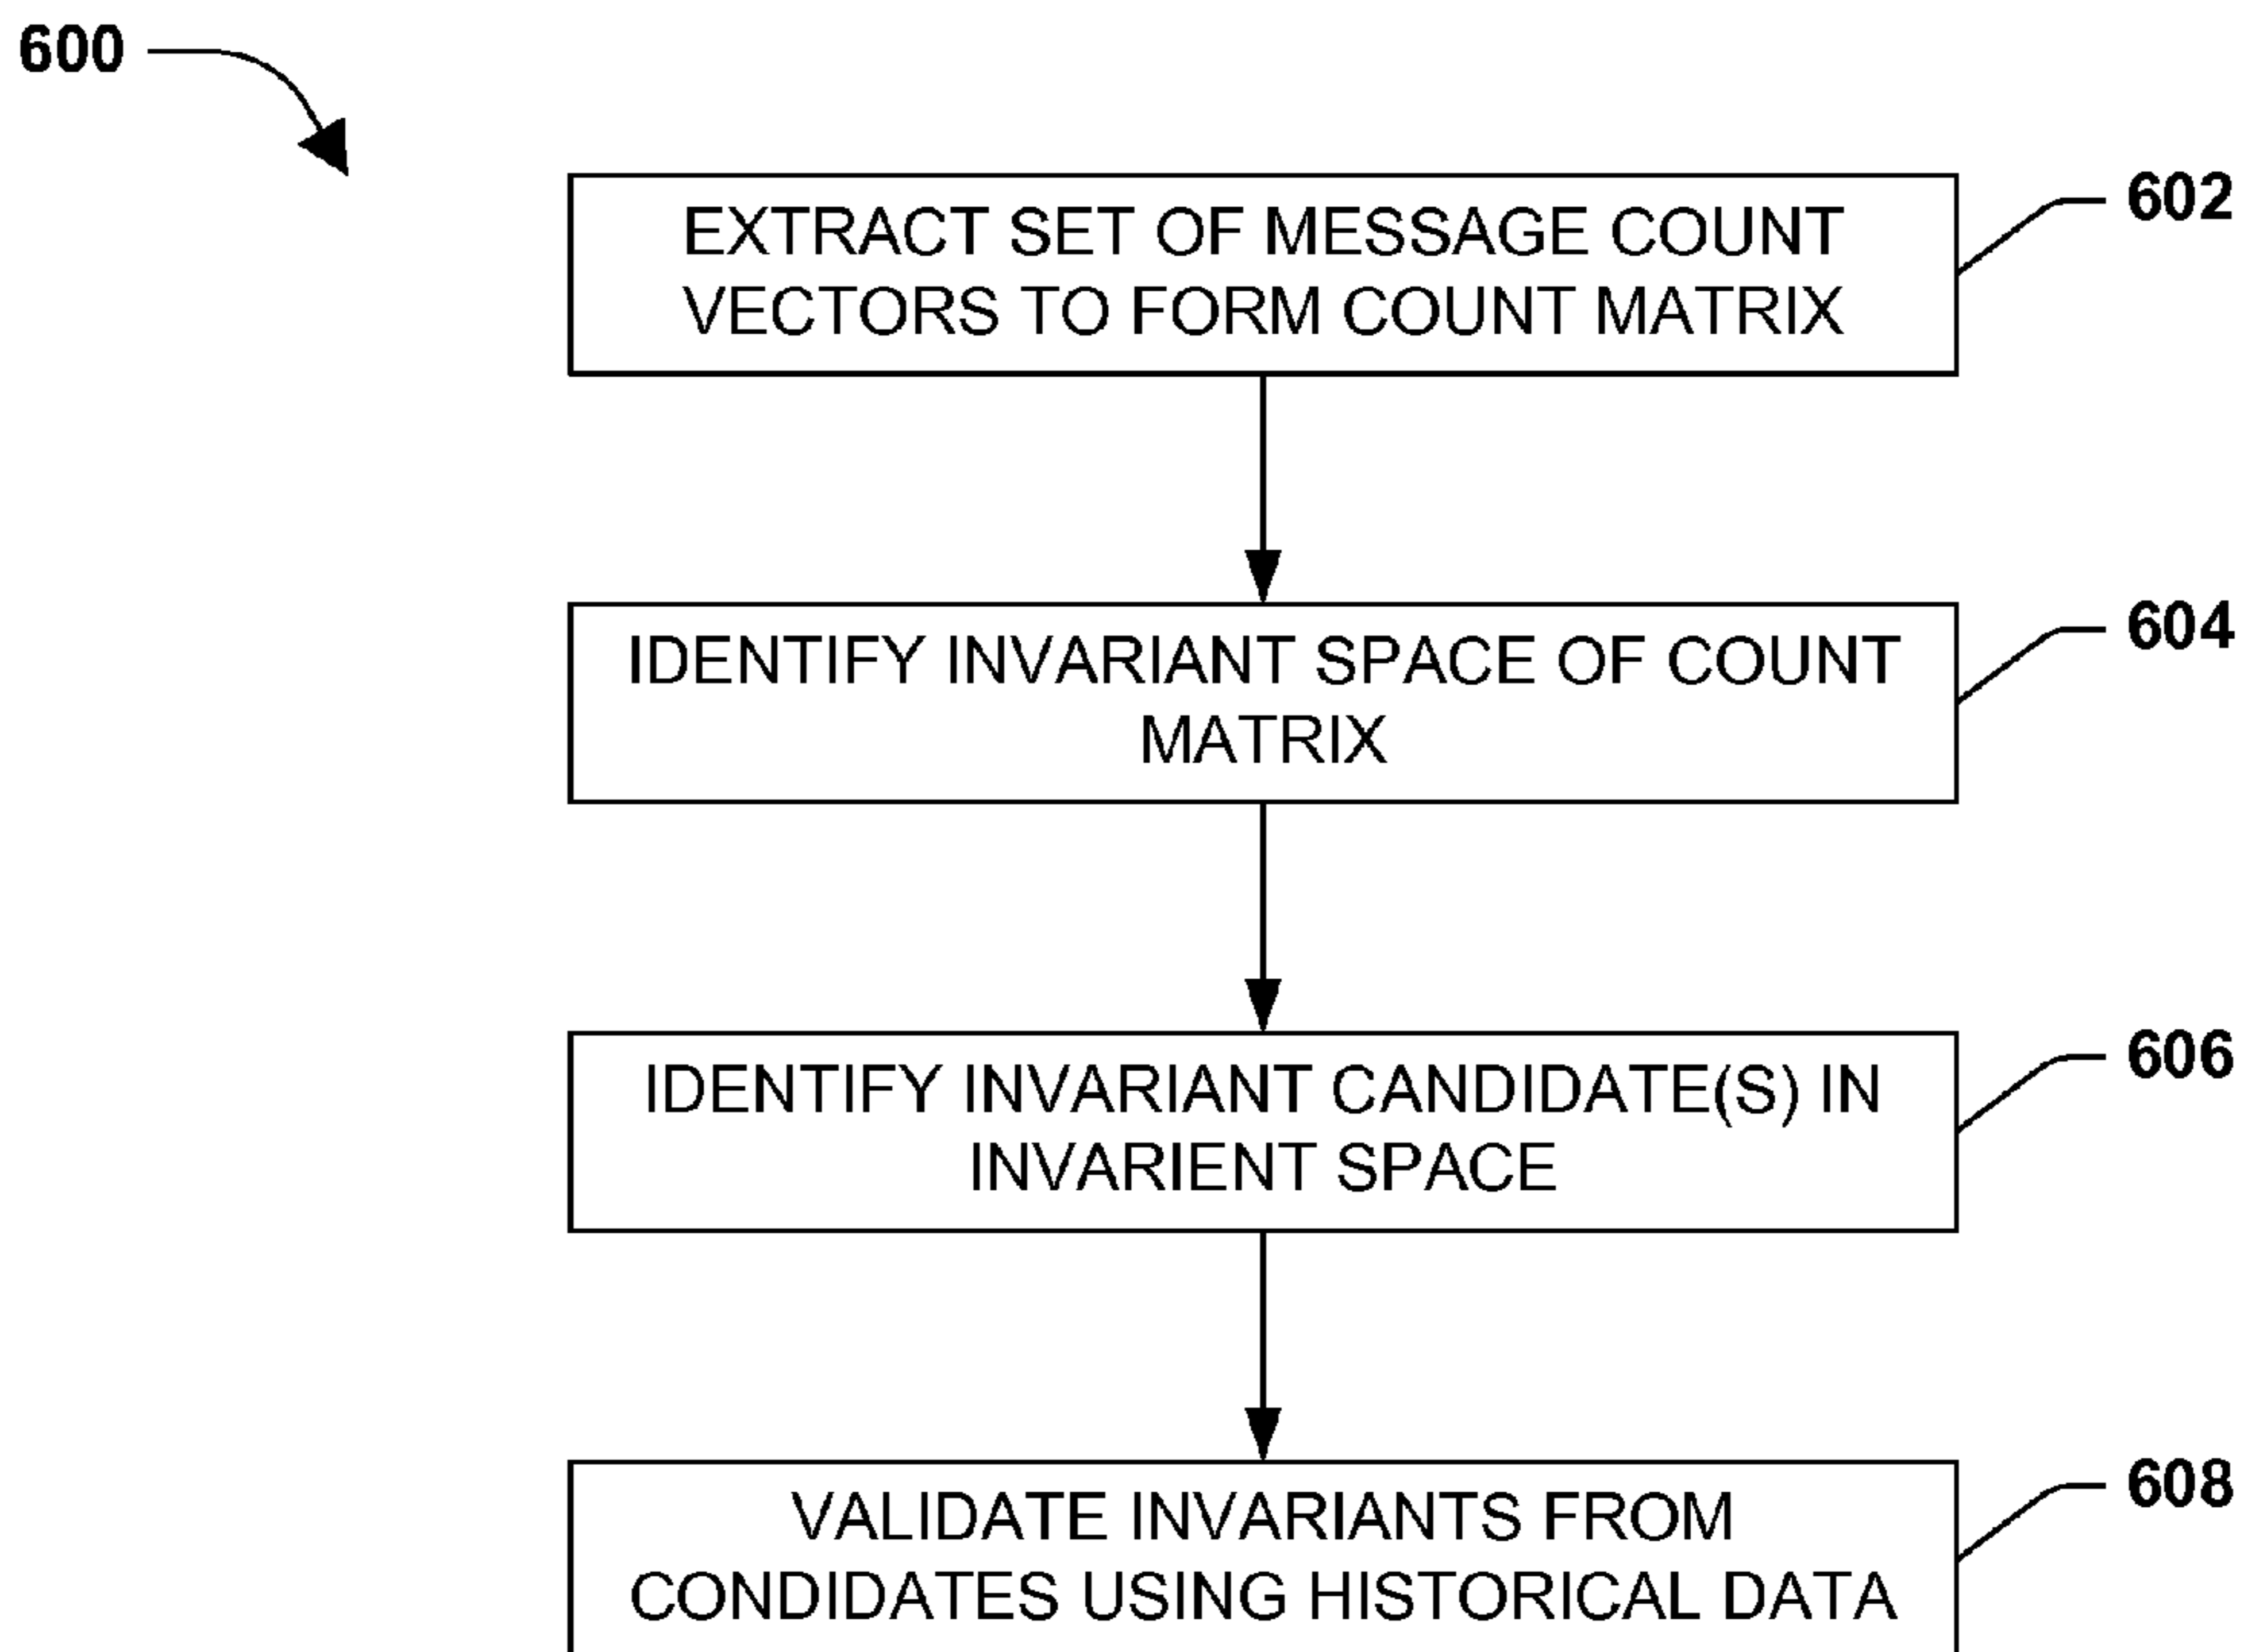 600
EXTRACT SET OF MESSAGE COUNT
VECTORS TO FORM COUNT MATRIX
602
IDENTIFY INVARIANT SPACE OF COUNT
MATRIX
604
IDENTIFY INVARIANT CANDIDATE(S) IN
INVARIENT SPACE
606
VALIDATE INVARIANTS FROM
CONDIDATES USING HISTORICAL DATA
608